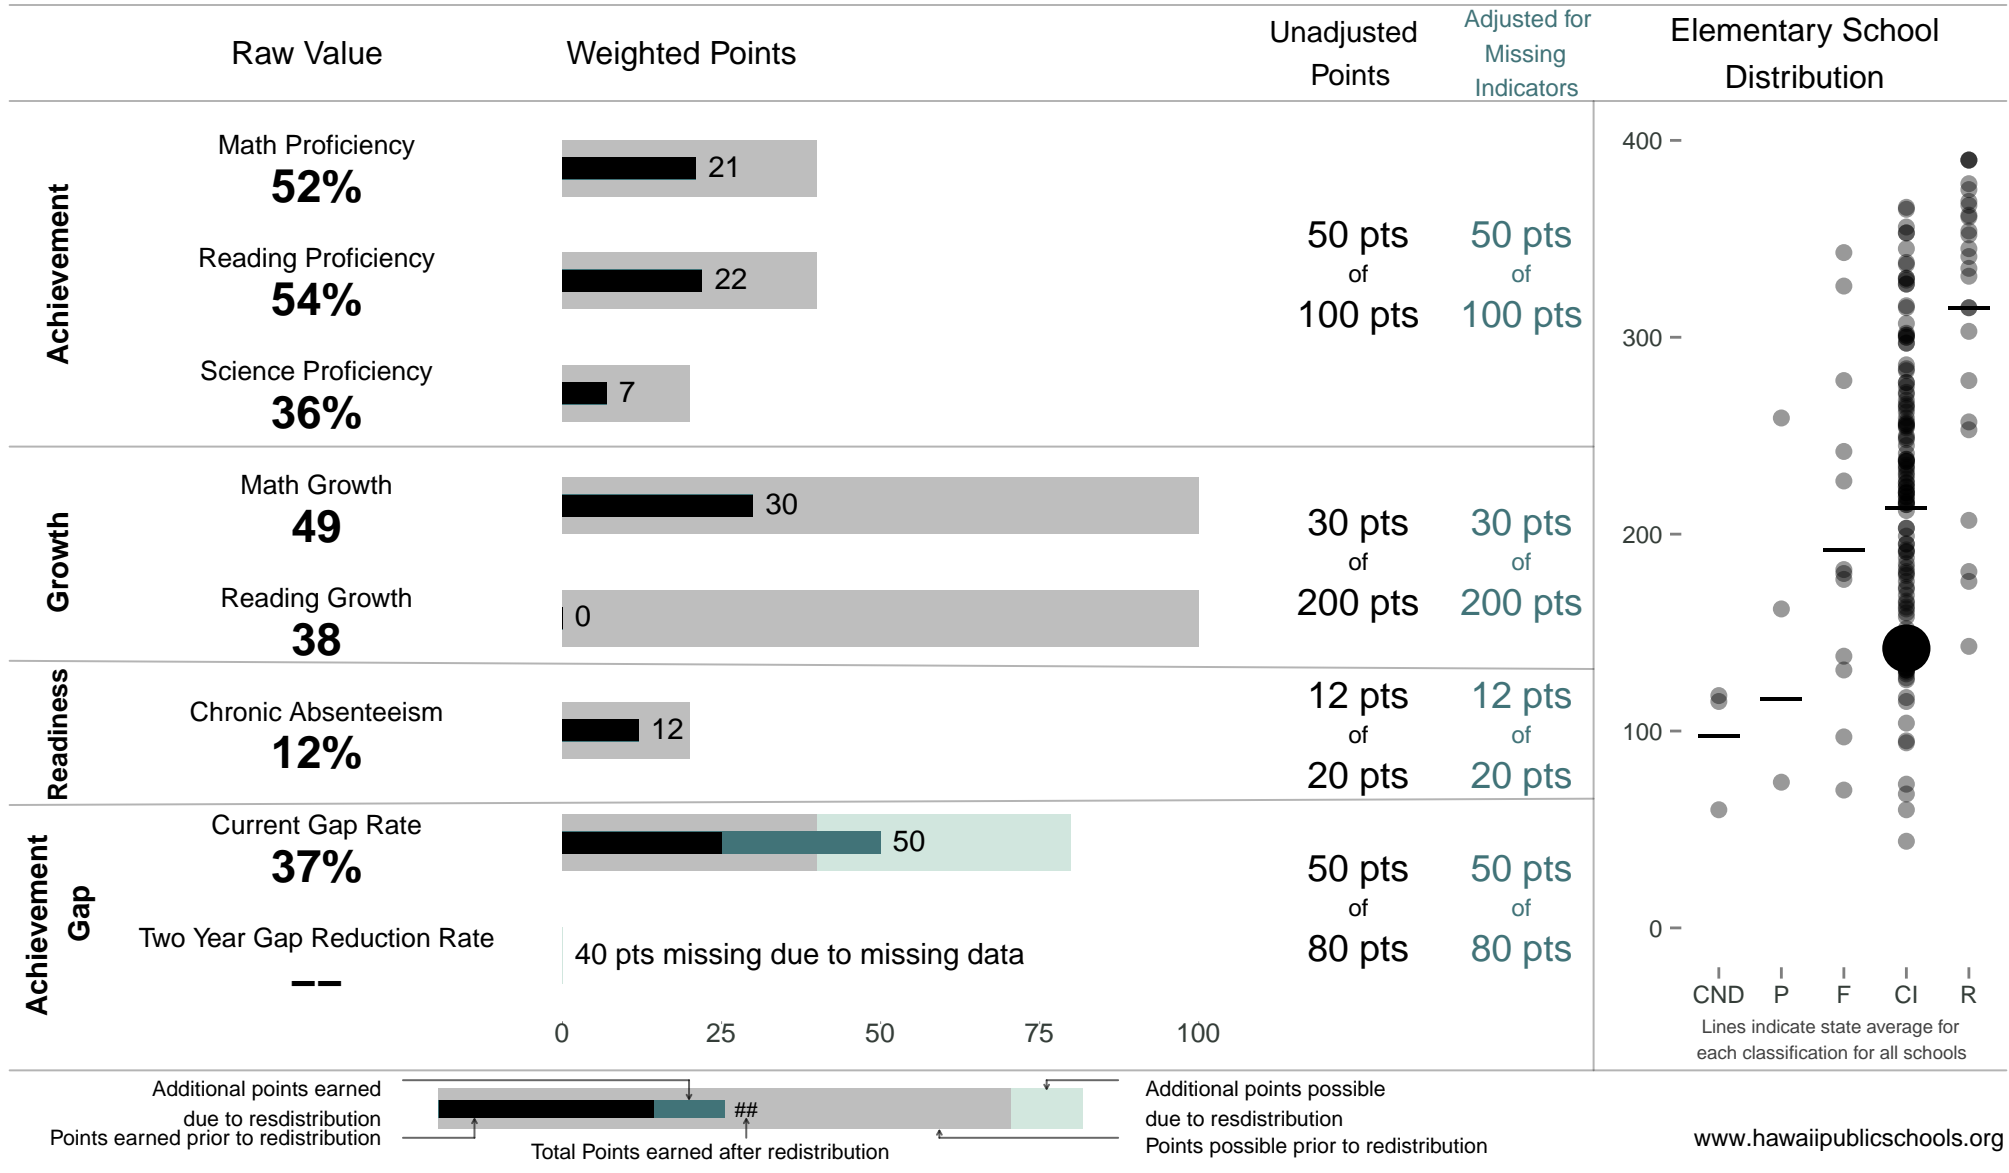 Raw Value
Weighted Points
Unadjusted
Points
Adjusted for
Missing
Indicators
Elementary School
Distribution
Achievement
Math Proficiency
52%
21
Reading Proficiency
54%
22
Science Proficiency
36%
7
50 pts
of
100 pts
50 pts
of
100 pts
Growth
Math Growth
49
30
Reading Growth
38
0
30 pts
of
200 pts
30 pts
of
200 pts
Readiness
Chronic Absenteeism
12%
12
12 pts
of
20 pts
12 pts
of
20 pts
Achievement
Gap
Current Gap Rate
37%
50
Two Year Gap Reduction Rate
––
40 pts missing due to missing data
50 pts
of
80 pts
50 pts
of
80 pts
0 25 50 75 100
400
300
200
100
0
CND P F CI R
Lines indicate state average for
each classification for all schools
Additional points earned
due to resdistribution
Points earned prior to redistribution
##
Total Points earned after redistribution
Additional points possible
due to resdistribution
Points possible prior to redistribution
www.hawaiipublicschools.org